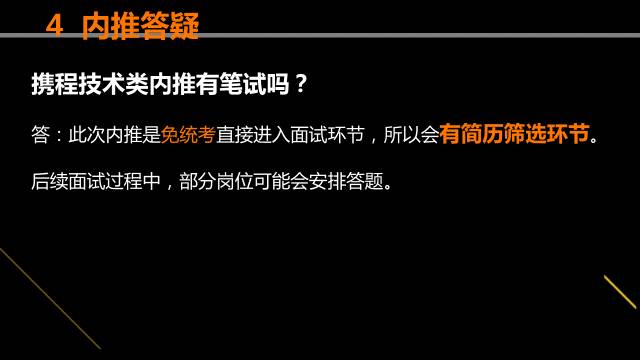 4 内推答疑
携程技术类内推有笔试吗？
答：此次内推是免统考直接进入面试环节，所以会有简历筛选环节。
后续面试过程中，部分岗位可能会安排答题。